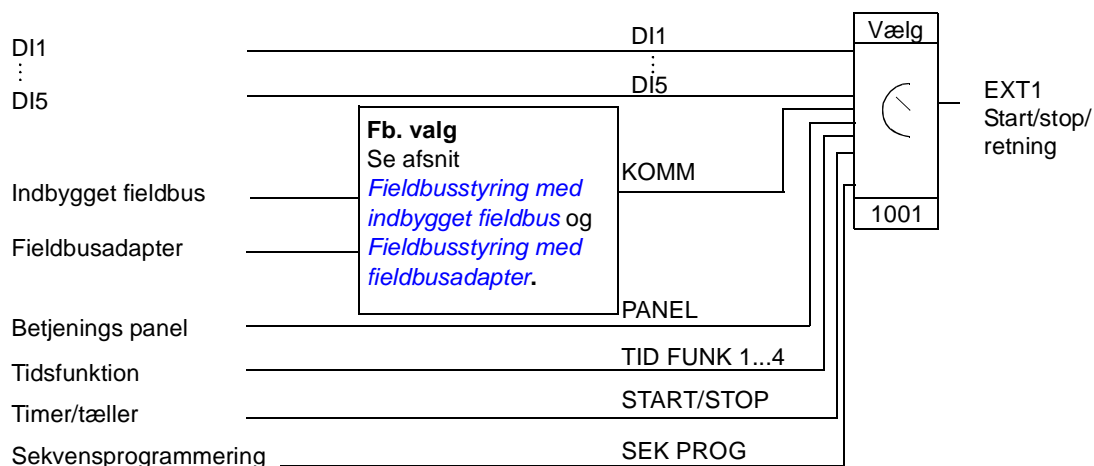 DI1
DI5
Indbygget fieldbus
Fieldbusadapter
Betjenings panel
Tidsfunktion
Timer/tæller
Sekvensprogrammering
Fb. valg
Se afsnit
Fieldbusstyring med
indbygget fieldbus og
Fieldbusstyring med
fieldbusadapter.
DI1
DI5
KOMM
PANEL
TID FUNK 1...4
START/STOP
SEK PROG
Vælg
1001
EXT1
Start/stop/
retning